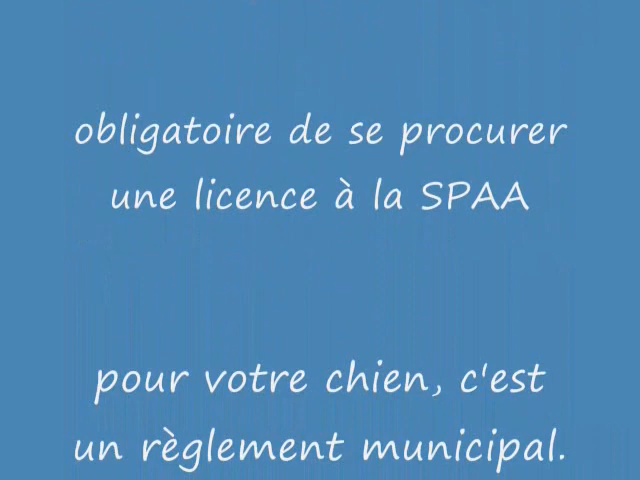 obligatoire de se procurer
une licence à la SPAA
pour votre chien, c'est
un règlement municipal.